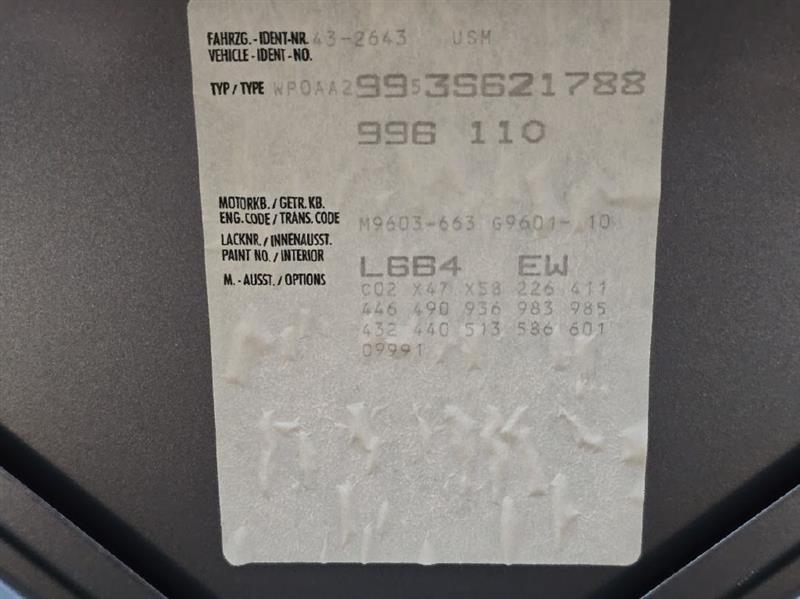 FAHRZG. - IDENT-NR. 43-2643 USM
VEHICLE - IDENT - NO.
TYP / TYPE WP0AA29953S621788
996 110
MOTORKB. / GETR. KB.
ENG. CODE / TRANS. CODE M9603-663 G9601- 10
LACKNR. / INNENAUSST.
PAINT NO. / INTERIOR L6B4 EW
M. - AUSST. / OPTIONS C02 X47 X58 226 411
446 490 936 983 985
432 440 513 586 601
09991